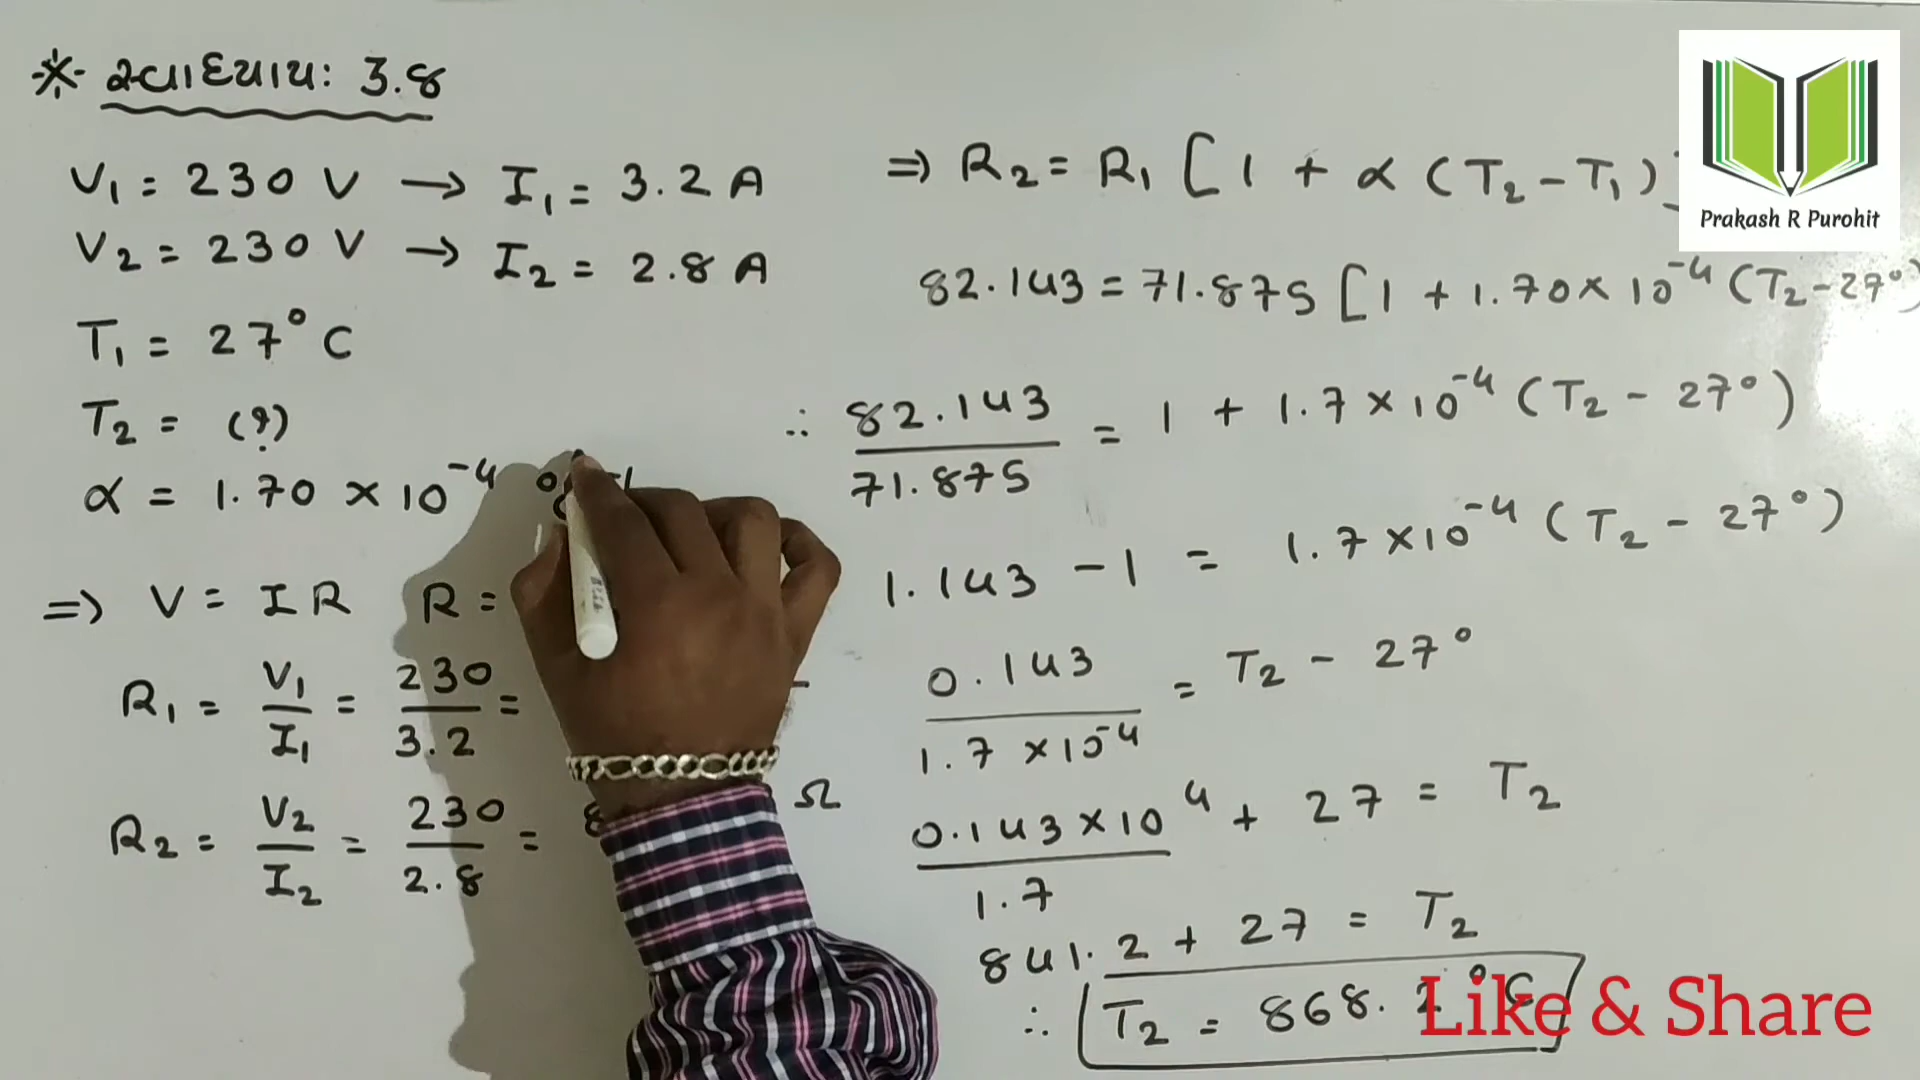 * સ્વાધ્યાય: 3.8
V₁ = 230 V → I₁ = 3.2 A
V₂ = 230 V → I₂ = 2.8 A
T₁ = 27° C
T₂ = (?)
α = 1.70 × 10⁻⁴
⇒ V = IR R =
R₁ = V₁/I₁ = 230/3.2 =
R₂ = V₂/I₂ = 230/2.8 = 8 Ω
⇒ R₂ = R₁ [1 + α (T₂ - T₁)]
82.143 = 71.875 [1 + 1.70 × 10⁻⁴ (T₂ - 27°)
∴ 82.143/71.875 = 1 + 1.7 × 10⁻⁴ (T₂ - 27°)
1.143 - 1 = 1.7 × 10⁻⁴ (T₂ - 27°)
0.143/1.7 × 10⁻⁴ = T₂ - 27°
0.143 × 10⁴/1.7 + 27 = T₂
841.2 + 27 = T₂
∴ T₂ = 868.2 °C
Prakash R Purohit
Like & Share